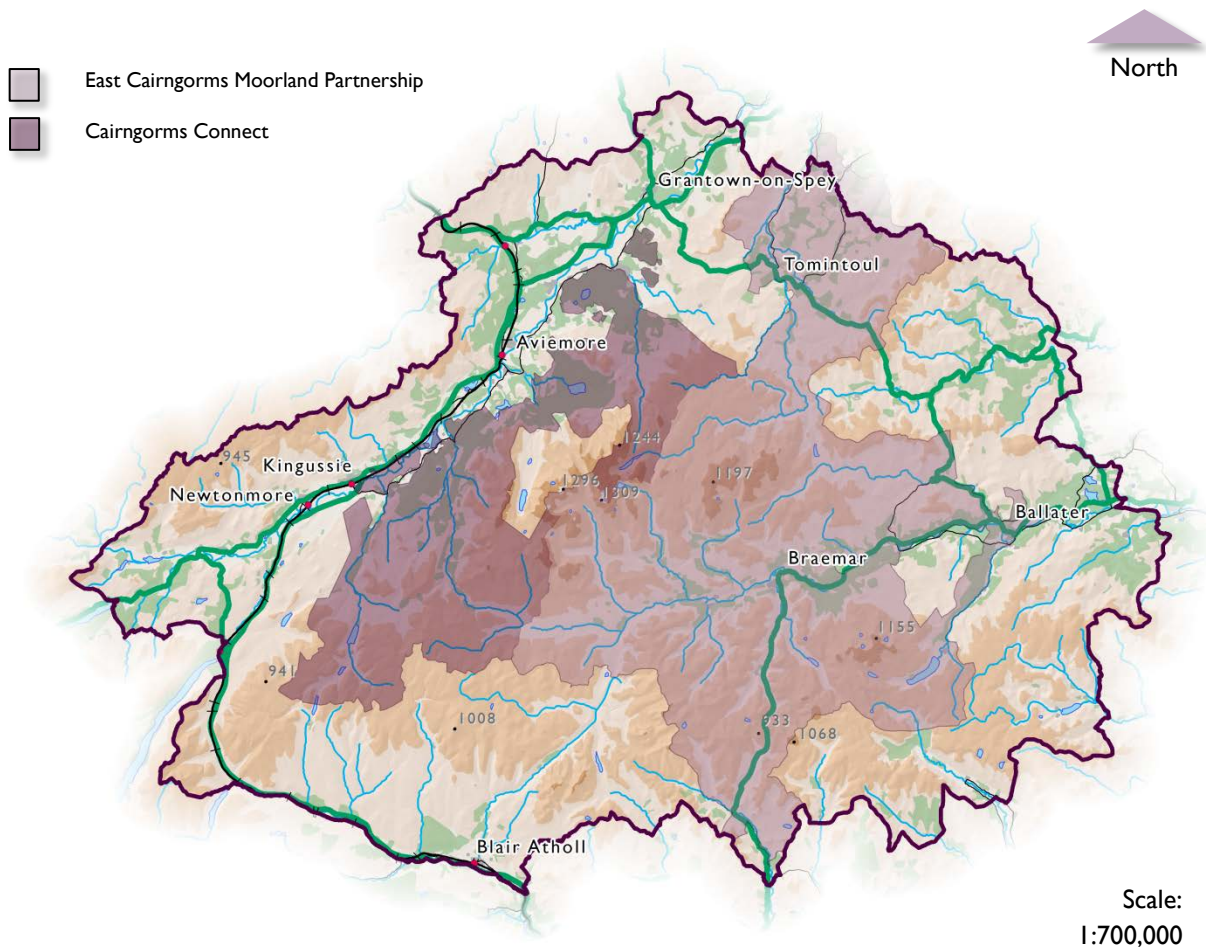 North
East Cairngorms Moorland Partnership
Cairngorms Connect
Grantown-on-Spey
Tomintoul
Aviemore
1244
945
Kingussie
1197
1296
1309
Newtonmore
Ballater
Braemar
1155
941
1008
933
1068
Blair Atholl
Scale:
1:700,000